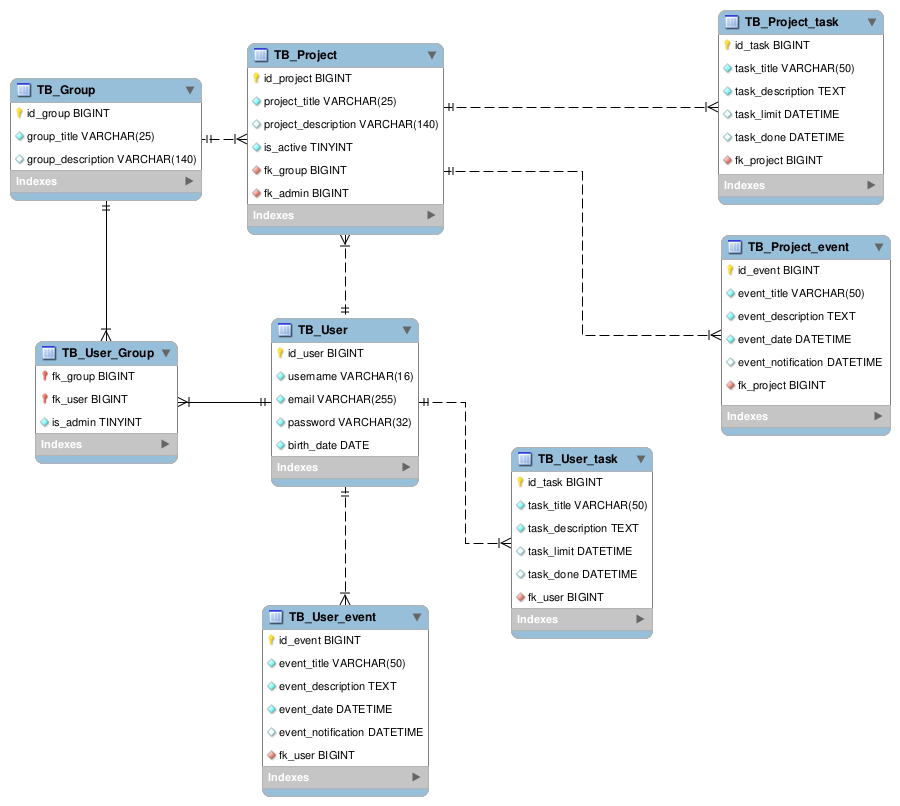 TB_Group
id_group BIGINT
group_title VARCHAR(25)
group_description VARCHAR(140)
Indexes
TB_Project
id_project BIGINT
project_title VARCHAR(25)
project_description VARCHAR(140)
is_active TINYINT
fk_group BIGINT
fk_admin BIGINT
Indexes
TB_Project_task
id_task BIGINT
task_title VARCHAR(50)
task_description TEXT
task_limit DATETIME
task_done DATETIME
fk_project BIGINT
Indexes
TB_Project_event
id_event BIGINT
event_title VARCHAR(50)
event_description TEXT
event_date DATETIME
event_notification DATETIME
fk_project BIGINT
Indexes
TB_User_Group
fk_group BIGINT
fk_user BIGINT
is_admin TINYINT
Indexes
TB_User
id_user BIGINT
username VARCHAR(16)
email VARCHAR(255)
password VARCHAR(32)
birth_date DATE
Indexes
TB_User_task
id_task BIGINT
task_title VARCHAR(50)
task_description TEXT
task_limit DATETIME
task_done DATETIME
fk_user BIGINT
Indexes
TB_User_event
id_event BIGINT
event_title VARCHAR(50)
event_description TEXT
event_date DATETIME
event_notification DATETIME
fk_user BIGINT
Indexes